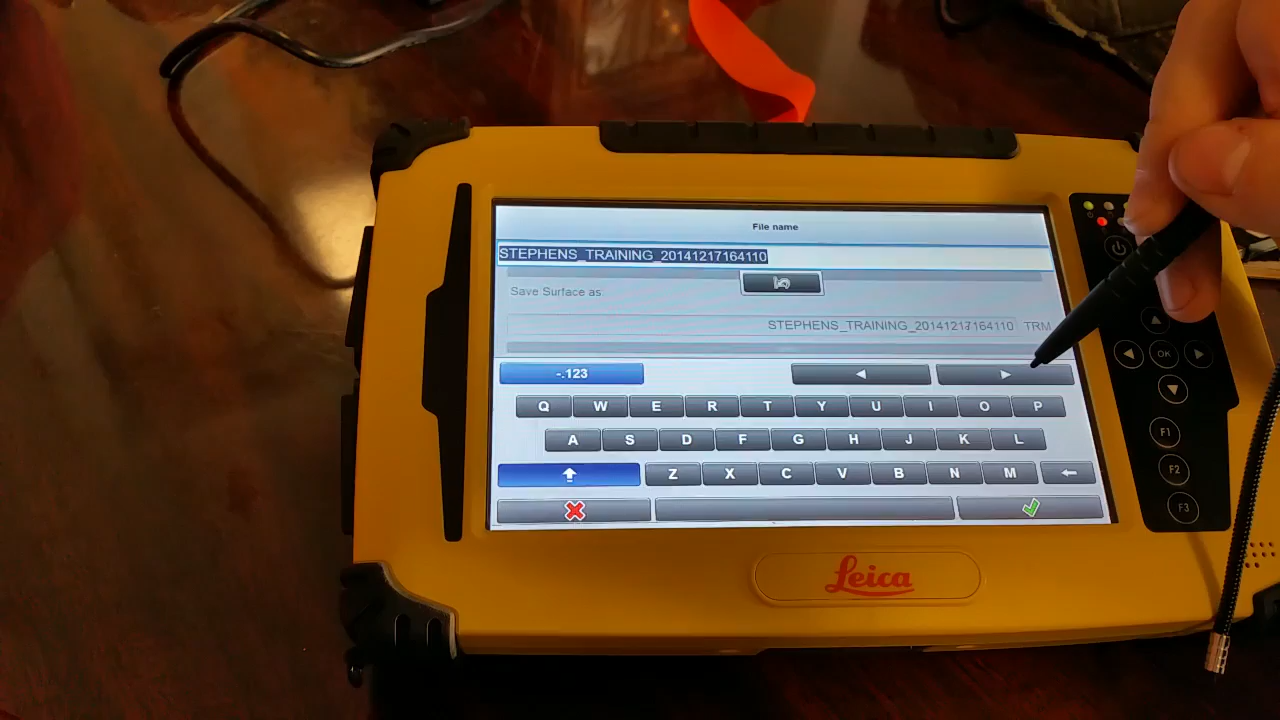 File name
STEPHENS_TRAINING_20141217164110
Save Surface as:
STEPHENS_TRAINING_20141217164110 TRM
-.123
Q W E R T Y U I O P
A S D F G H J K L
Z X C V B N M
OK
F1
F2
F3
Leica